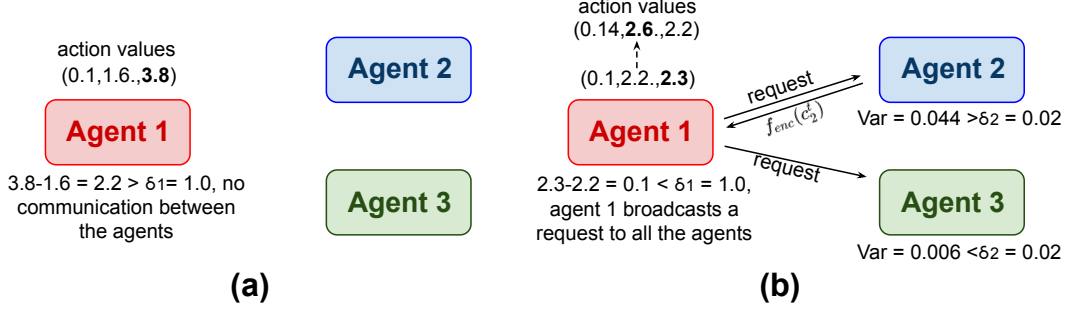 action values
(0.1,1.6.,3.8)
Agent 1
3.8-1.6 = 2.2 > δ1= 1.0, no
communication between
the agents
Agent 2
Agent 3
(a)
action values
(0.14,2.6.,2.2)
(0.1,2.2.,2.3)
Agent 1
2.3-2.2 = 0.1 < δ1 = 1.0,
agent 1 broadcasts a
request to all the agents
request
f_{enc}(c_2^t)
request
Agent 2
Var = 0.044 >δ2 = 0.02
Agent 3
Var = 0.006 <δ2 = 0.02
(b)